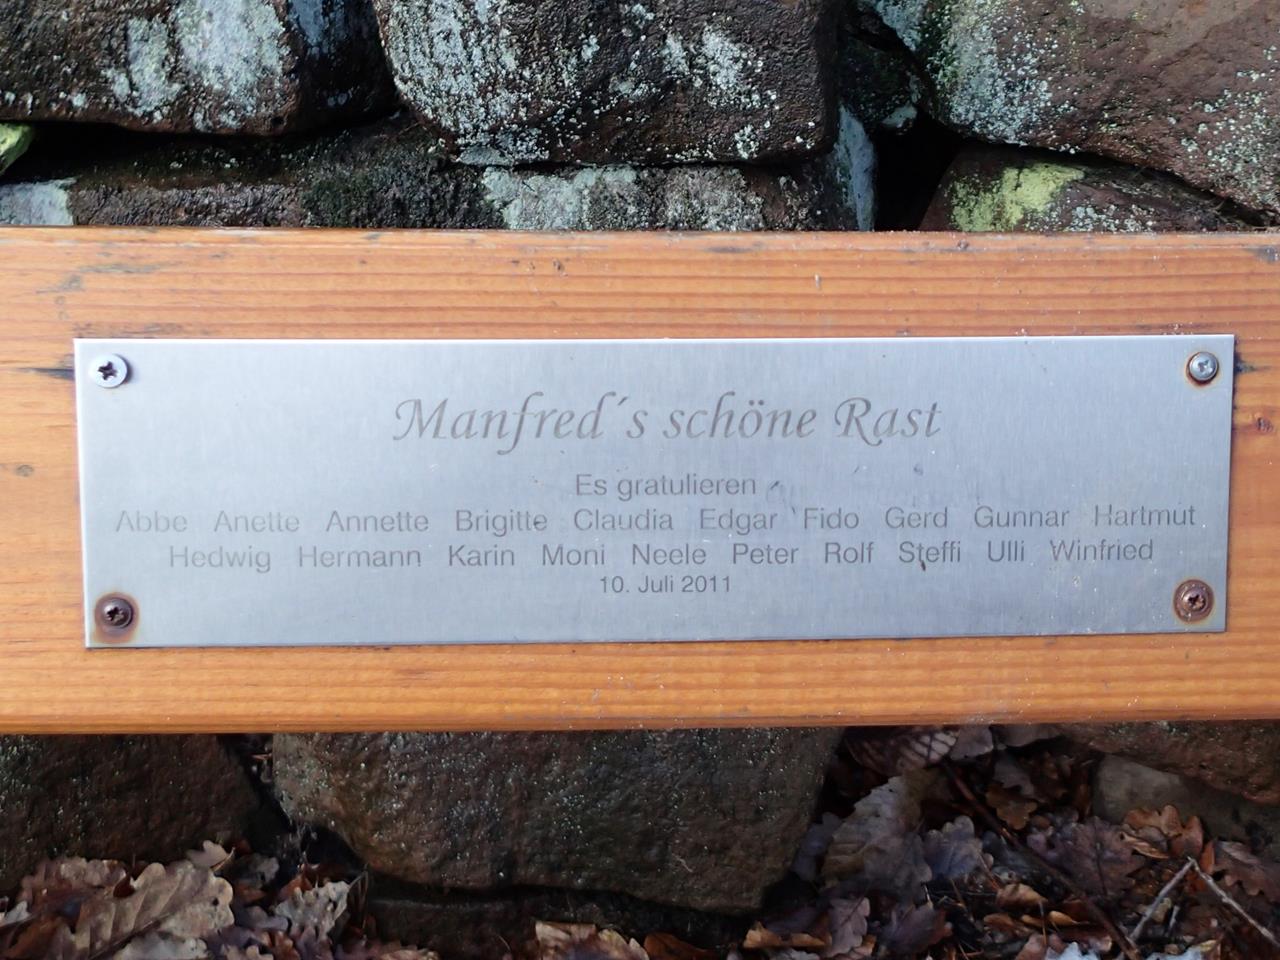 Manfred´s schöne Rast
Es gratulieren
Abbe Anette Annette Brigitte Claudia Edgar Fido Gerd Gunnar Hartmut
Hedwig Hermann Karin Moni Neele Peter Rolf Steffi Ulli Winfried
10. Juli 2011